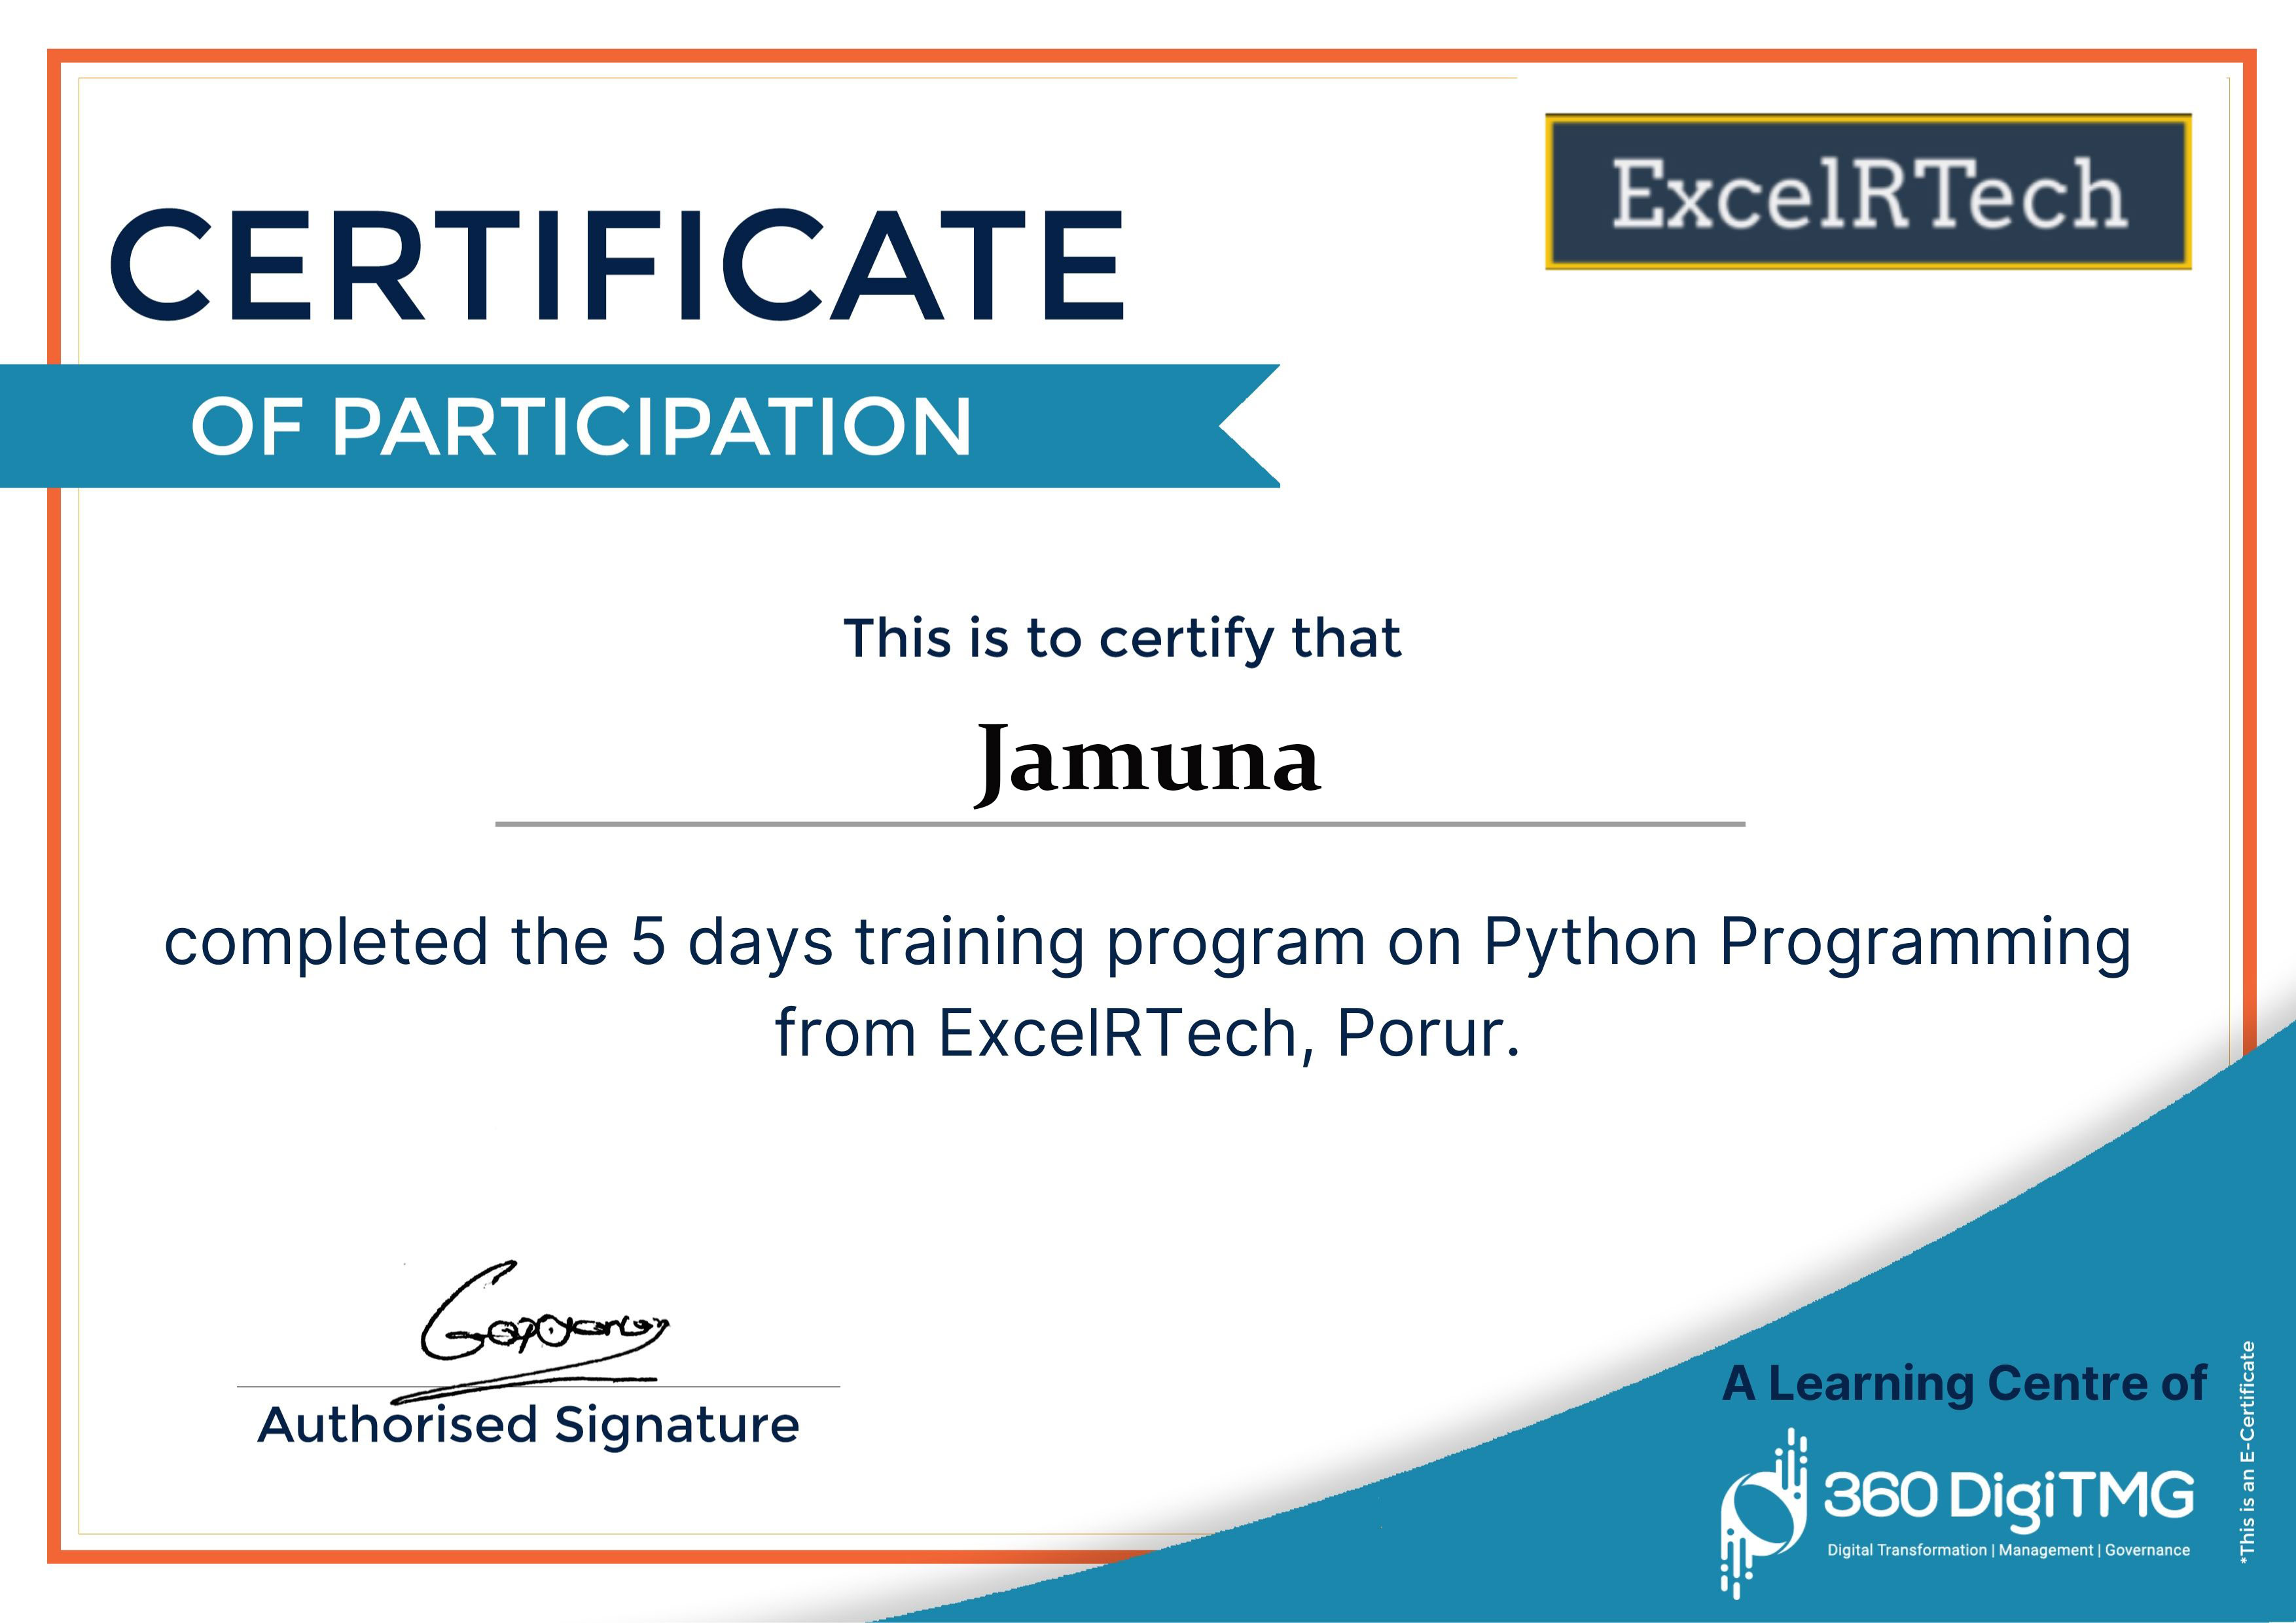 ExcelRTech
CERTIFICATE
OF PARTICIPATION
This is to certify that
Jamuna
completed the 5 days training program on Python Programming
from ExcelRTech, Porur.
Authorised Signature
A Learning Centre of
360 DigiTMG
Digital Transformation | Management | Governance
*This is an E-Certificate